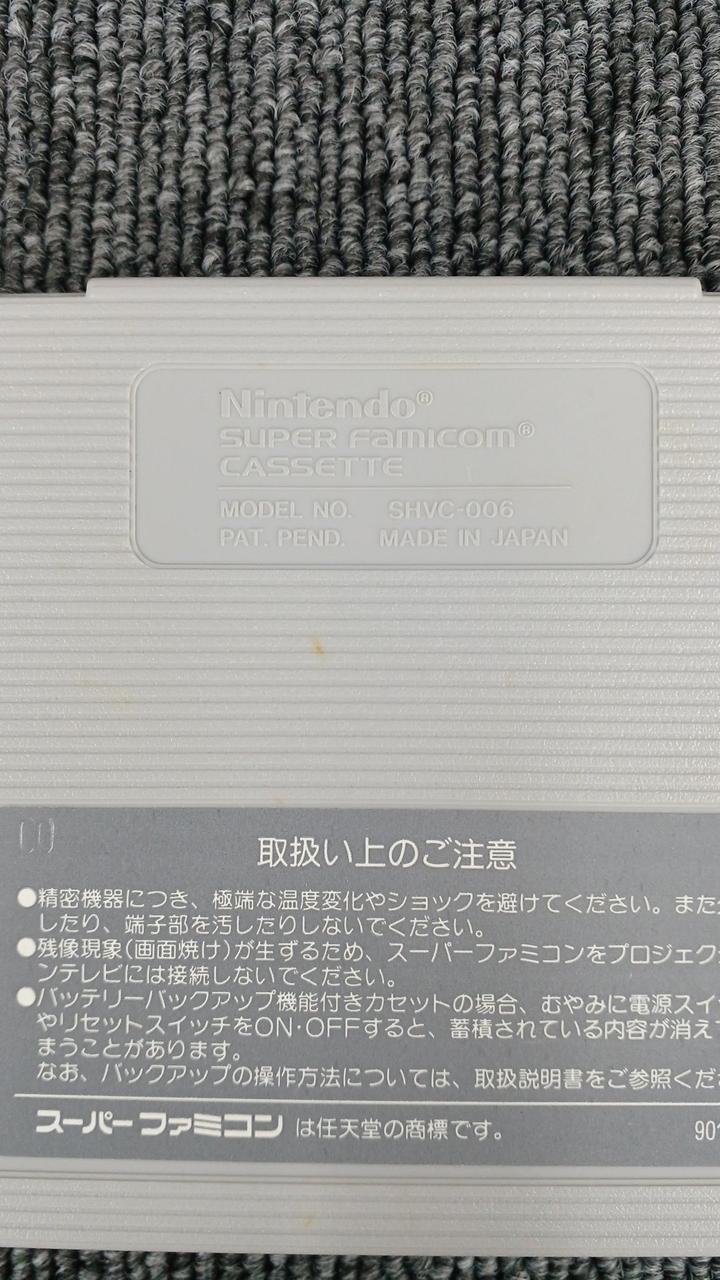 Nintendo®
SUPER FAMICOM®
CASSETTE
MODEL NO. SHVC-006
PAT. PEND. MADE IN JAPAN
取扱い上のご注意
●精密機器につき、極端な温度変化やショックを避けてください。また
したり、端子部を汚したりしないでください。
●残像現象(画面焼け)が生ずるため、スーパーファミコンをプロジェク
ンテレビには接続しないでください。
●バッテリーバックアップ機能付きカセットの場合、むやみに電源スイ
やリセットスイッチをON·OFFすると、蓄積されている内容が消え
まうことがあります。
なお、バックアップの操作方法については、取扱説明書をご参照くだ
スーパーファミコン は任天堂の商標です。